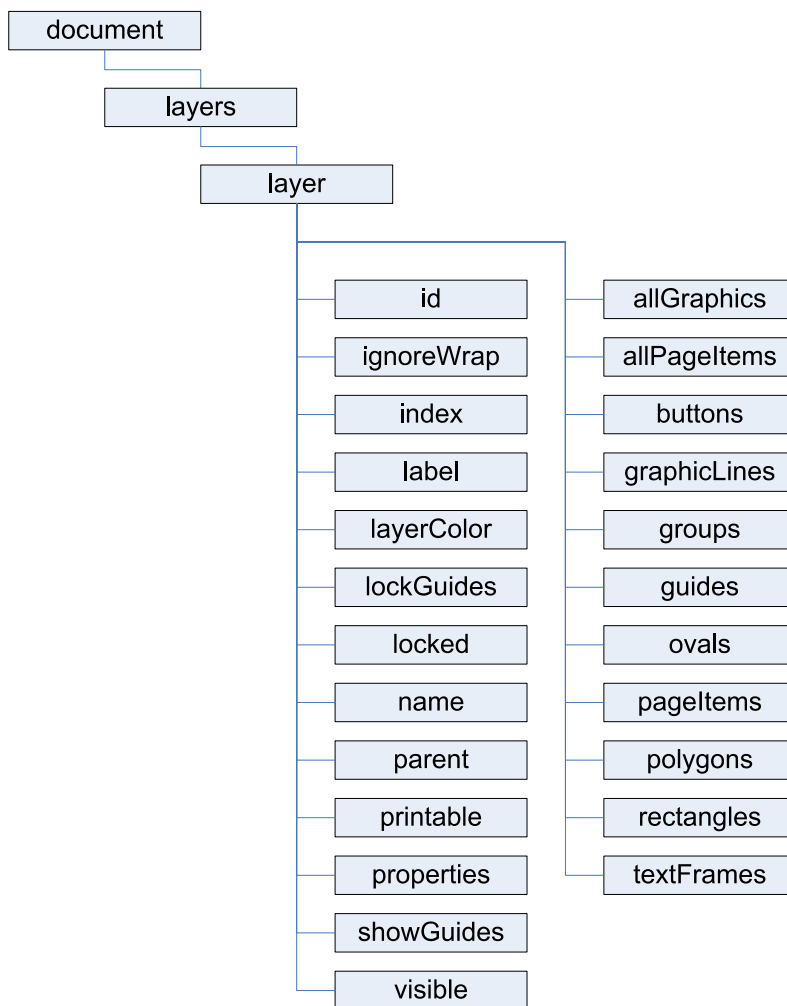 document
layers
layer
id
ignoreWrap
index
label
layerColor
lockGuides
locked
name
parent
printable
properties
showGuides
visible
allGraphics
allPageItems
buttons
graphicLines
groups
guides
ovals
pageItems
polygons
rectangles
textFrames